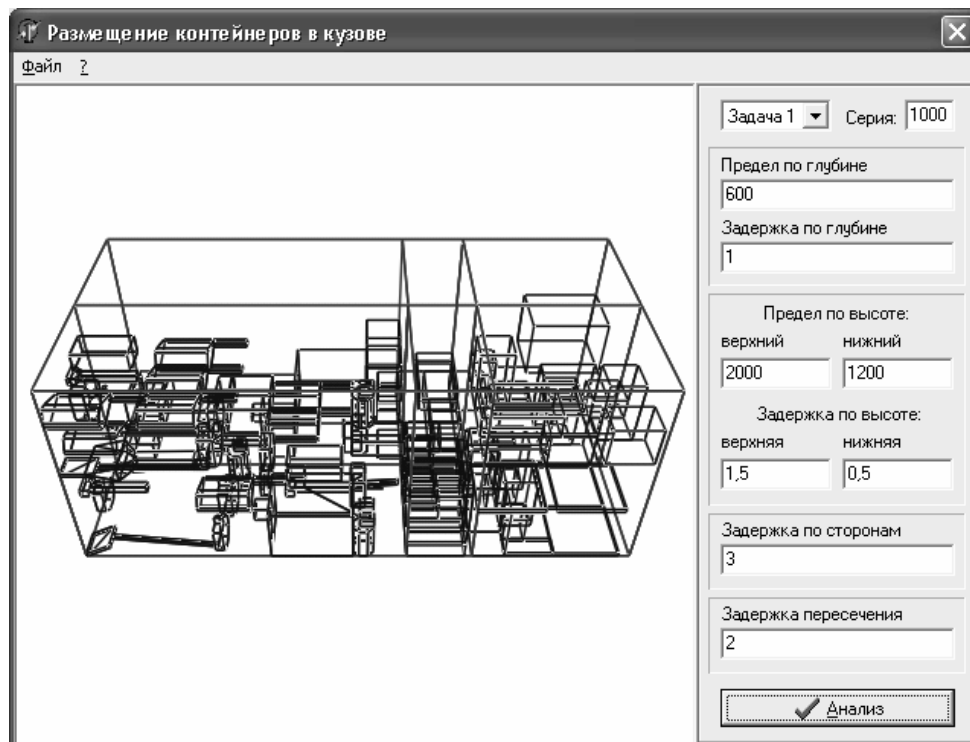 Размещение контейнеров в кузове
Файл ?
Задача 1 Серия: 1000
Предел по глубине
600
Задержка по глубине
1
Предел по высоте:
верхний нижний
2000 1200
Задержка по высоте:
верхняя нижняя
1,5 0,5
Задержка по сторонам
3
Задержка пересечения
2
Анализ